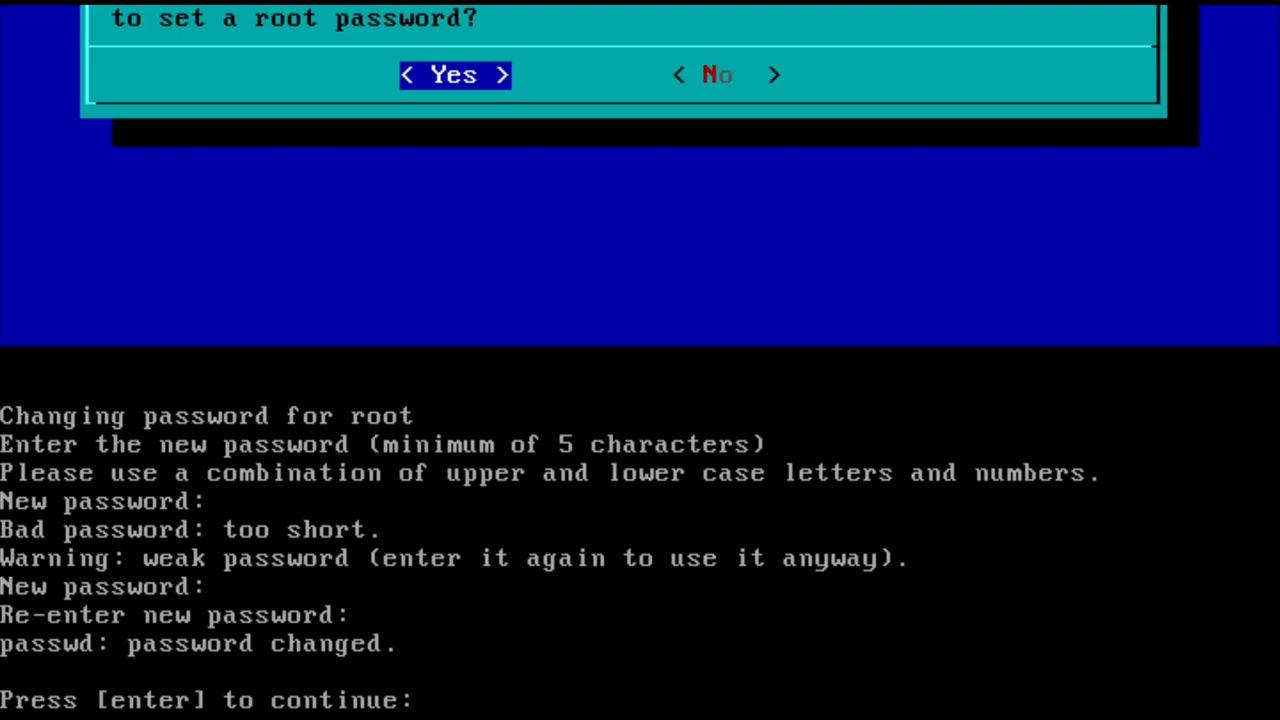 to set a root password?
< Yes > < No >
Changing password for root
Enter the new password (minimum of 5 characters)
Please use a combination of upper and lower case letters and numbers.
New password:
Bad password: too short.
Warning: weak password (enter it again to use it anyway).
New password:
Re-enter new password:
passwd: password changed.
Press [enter] to continue: